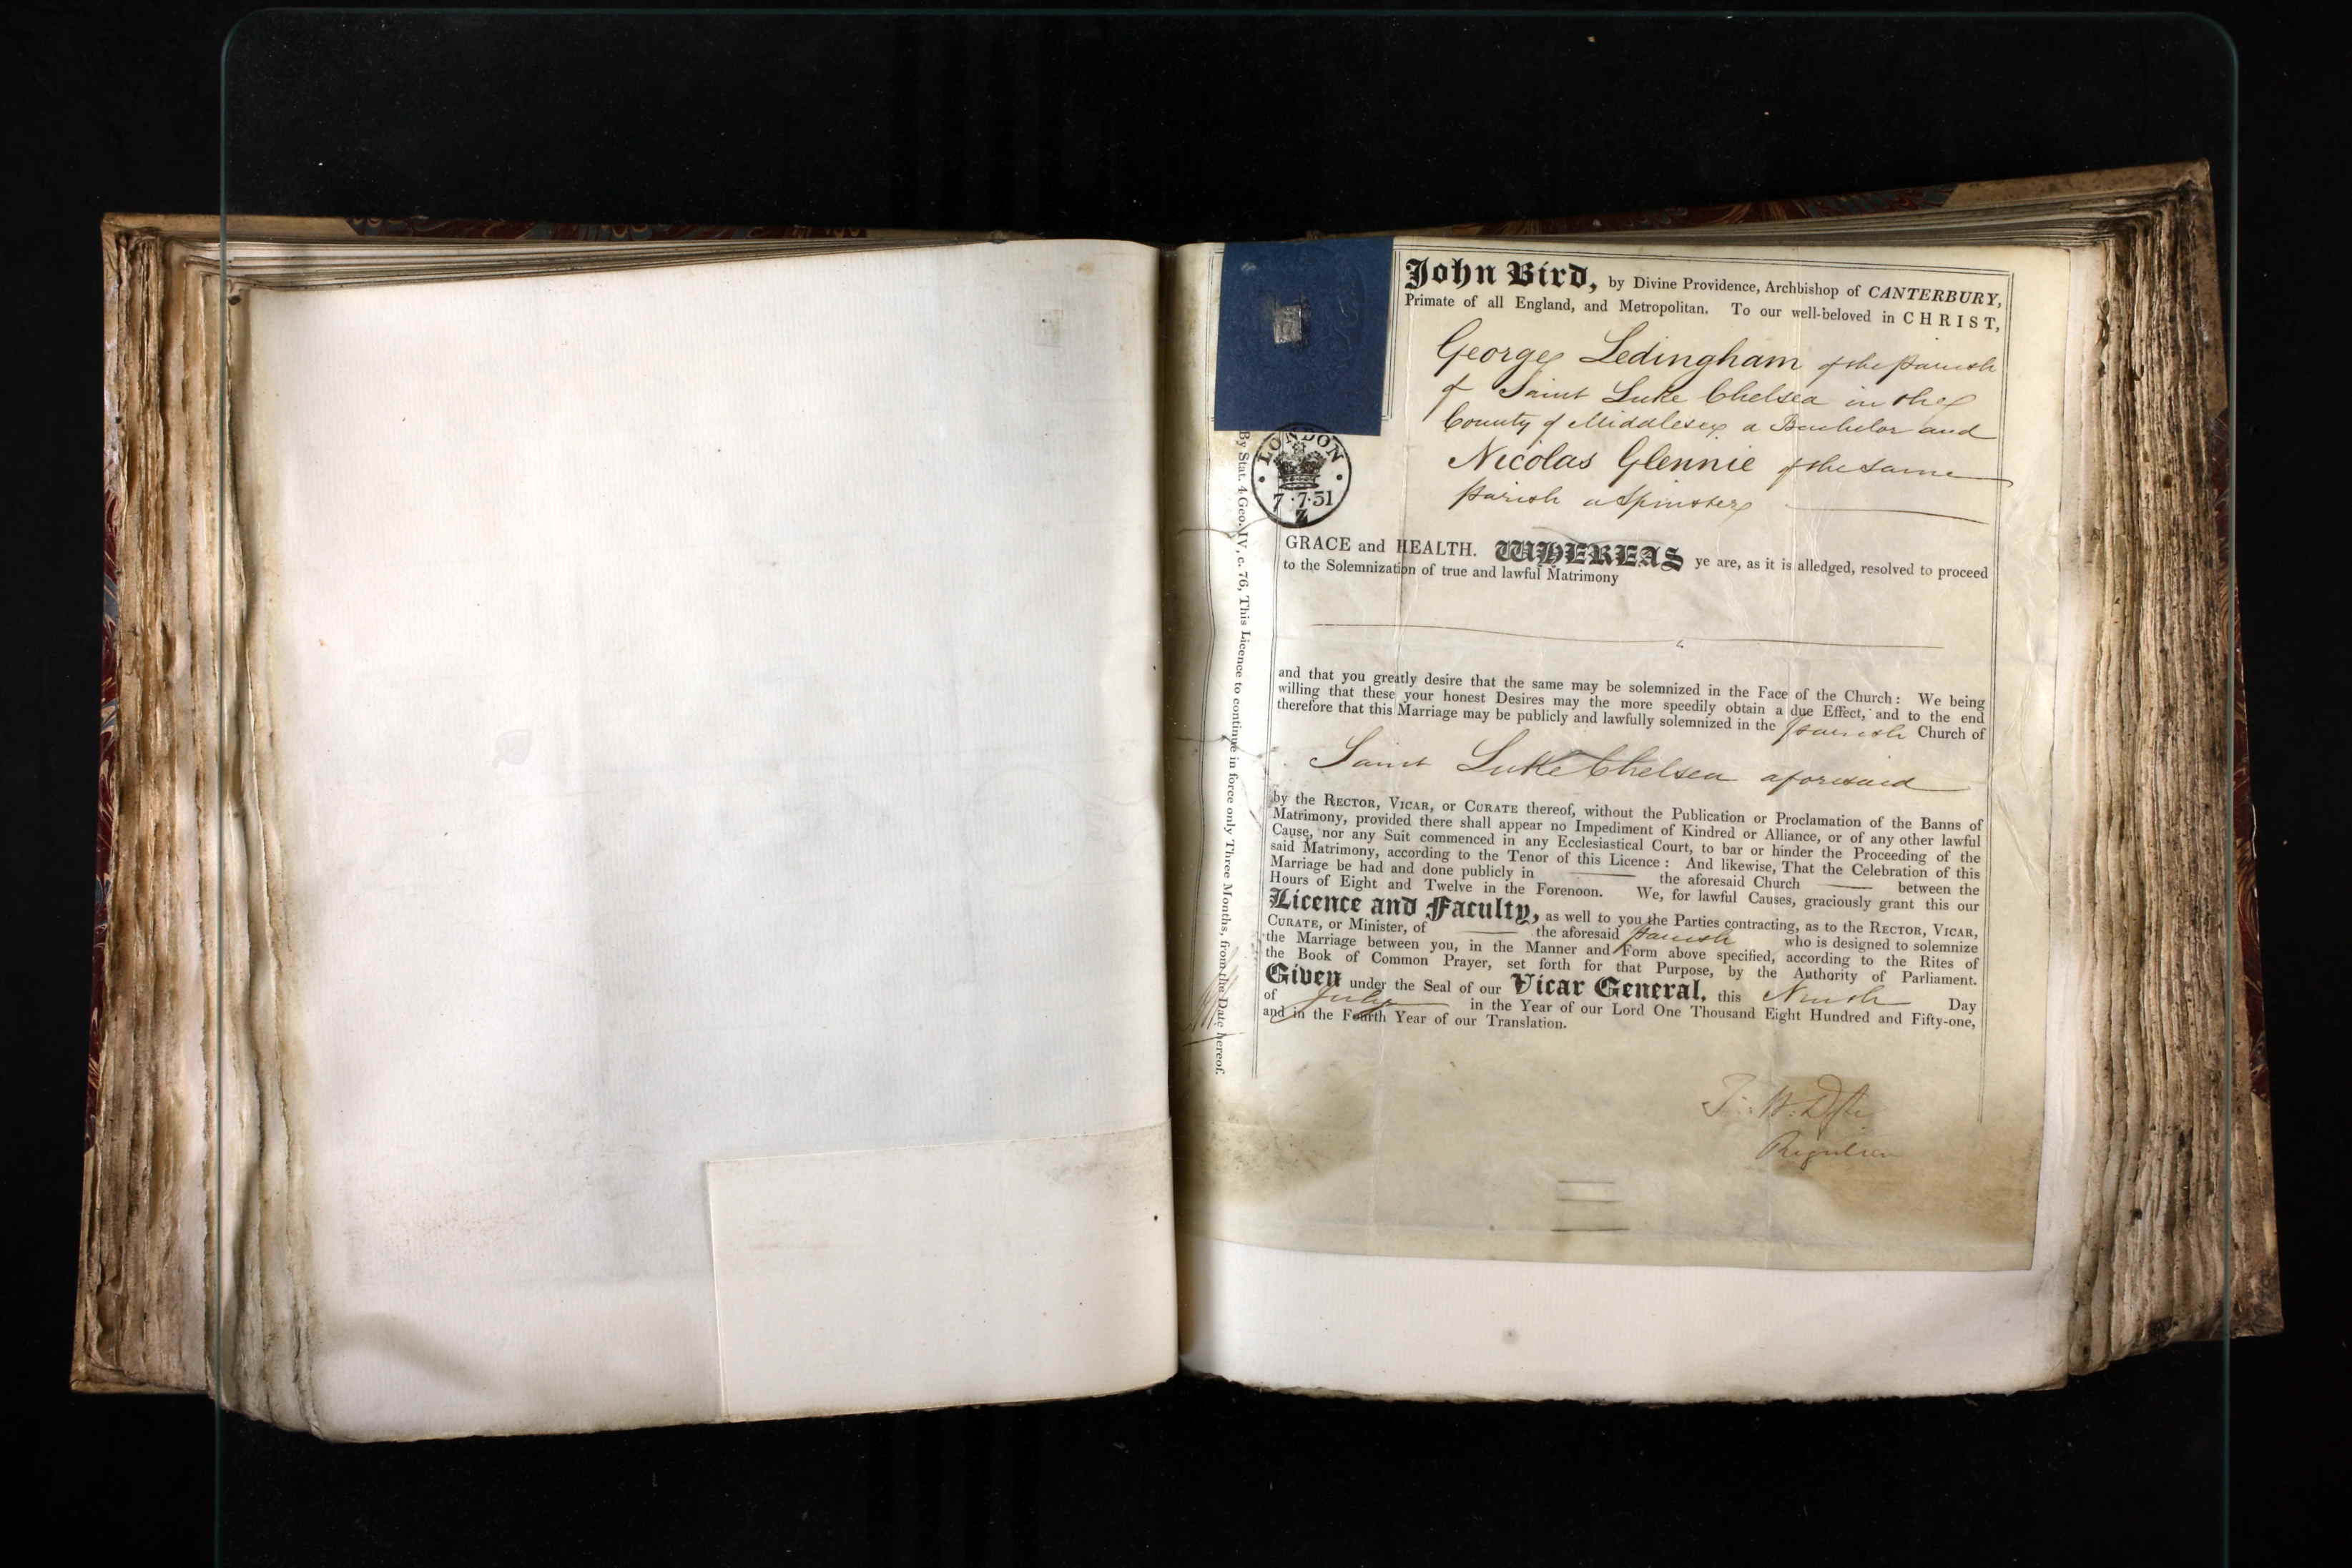 John Bird, by Divine Providence, Archbishop of CANTERBURY,
Primate of all England, and Metropolitan. To our well-beloved in CHRIST,
George Ledingham of the parish
of Saint Luke Chelsea in the
County of Middlesex a Bachelor and
Nicolas Glennie of the same
parish a Spinster
LONDON
7·7·51
Z
GRACE and HEALTH. WHEREAS ye are, as it is alledged, resolved to proceed
to the Solemnization of true and lawful Matrimony
and that you greatly desire that the same may be solemnized in the Face of the Church: We being
willing that these your honest Desires may the more speedily obtain a due Effect, and to the end
therefore that this Marriage may be publicly and lawfully solemnized in the parish Church of
Saint Luke Chelsea aforesaid
by the RECTOR, VICAR, or CURATE thereof, without the Publication or Proclamation of the Banns of
Matrimony, provided there shall appear no Impediment of Kindred or Alliance, or of any other lawful
Cause, nor any Suit commenced in any Ecclesiastical Court, to bar or hinder the Proceeding of the
said Matrimony, according to the Tenor of this Licence: And likewise, That the Celebration of this
Marriage be had and done publicly in the aforesaid Church between the
Hours of Eight and Twelve in the Forenoon. We, for lawful Causes, graciously grant this our
Licence and Faculty, as well to you the Parties contracting, as to the RECTOR, VICAR,
CURATE, or Minister, of the aforesaid parish who is designed to solemnize
the Marriage between you, in the Manner and Form above specified, according to the Rites of
the Book of Common Prayer, set forth for that Purpose, by the Authority of Parliament.
Given under the Seal of our Vicar General, this Ninth Day
of July in the Year of our Lord One Thousand Eight Hundred and Fifty-one,
and in the Fourth Year of our Translation.
By Stat. 4 Geo. IV, c. 76, This Licence to continue in force only Three Months, from the Date hereof.